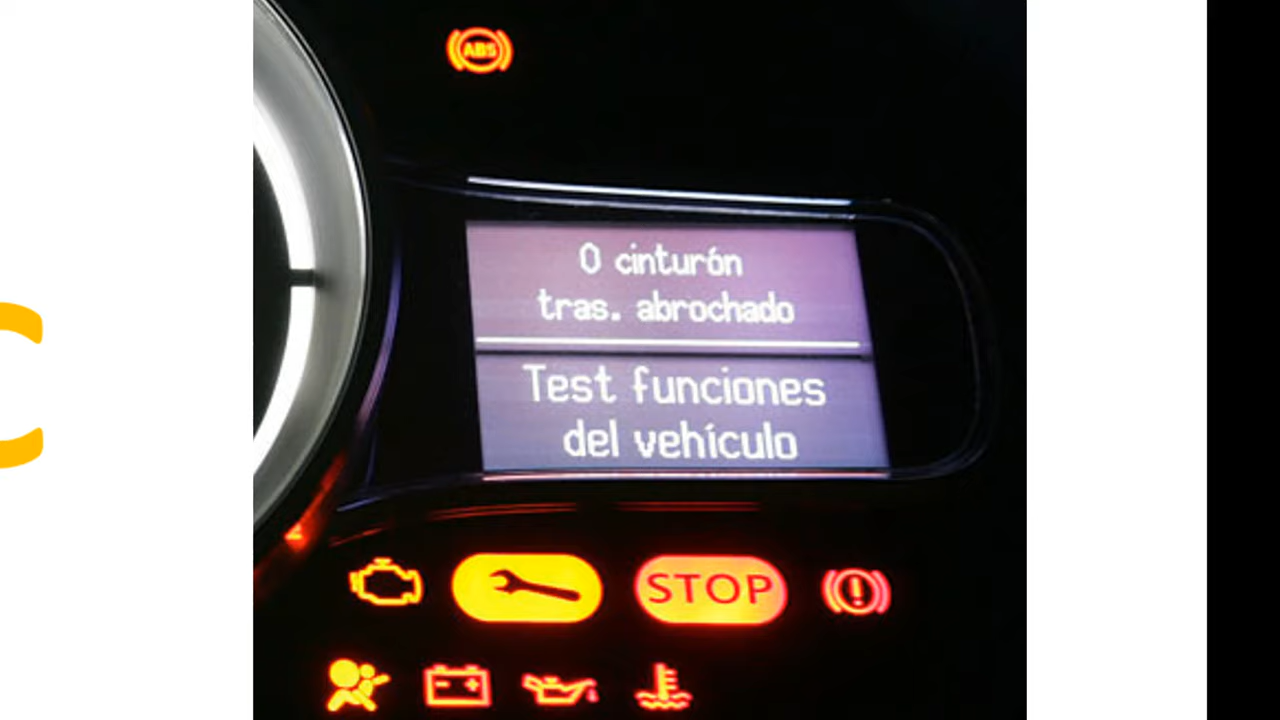 ABS
0 cinturón
tras. abrochado
Test funciones
del vehículo
STOP